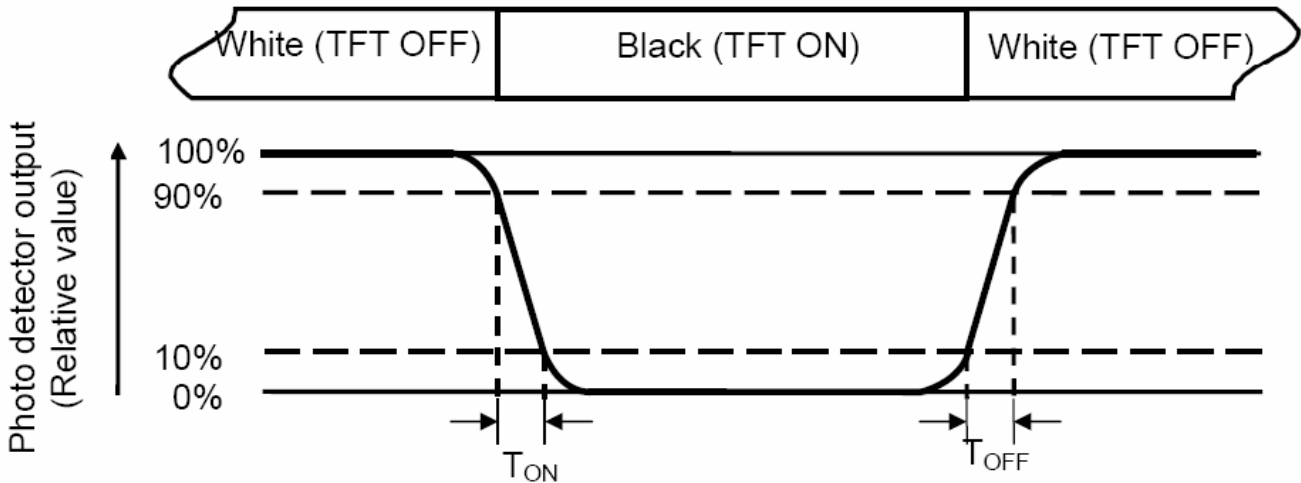 White (TFT OFF)
Black (TFT ON)
White (TFT OFF)
Photo detector output
(Relative value)
100%
90%
10%
0%
TON
TOFF